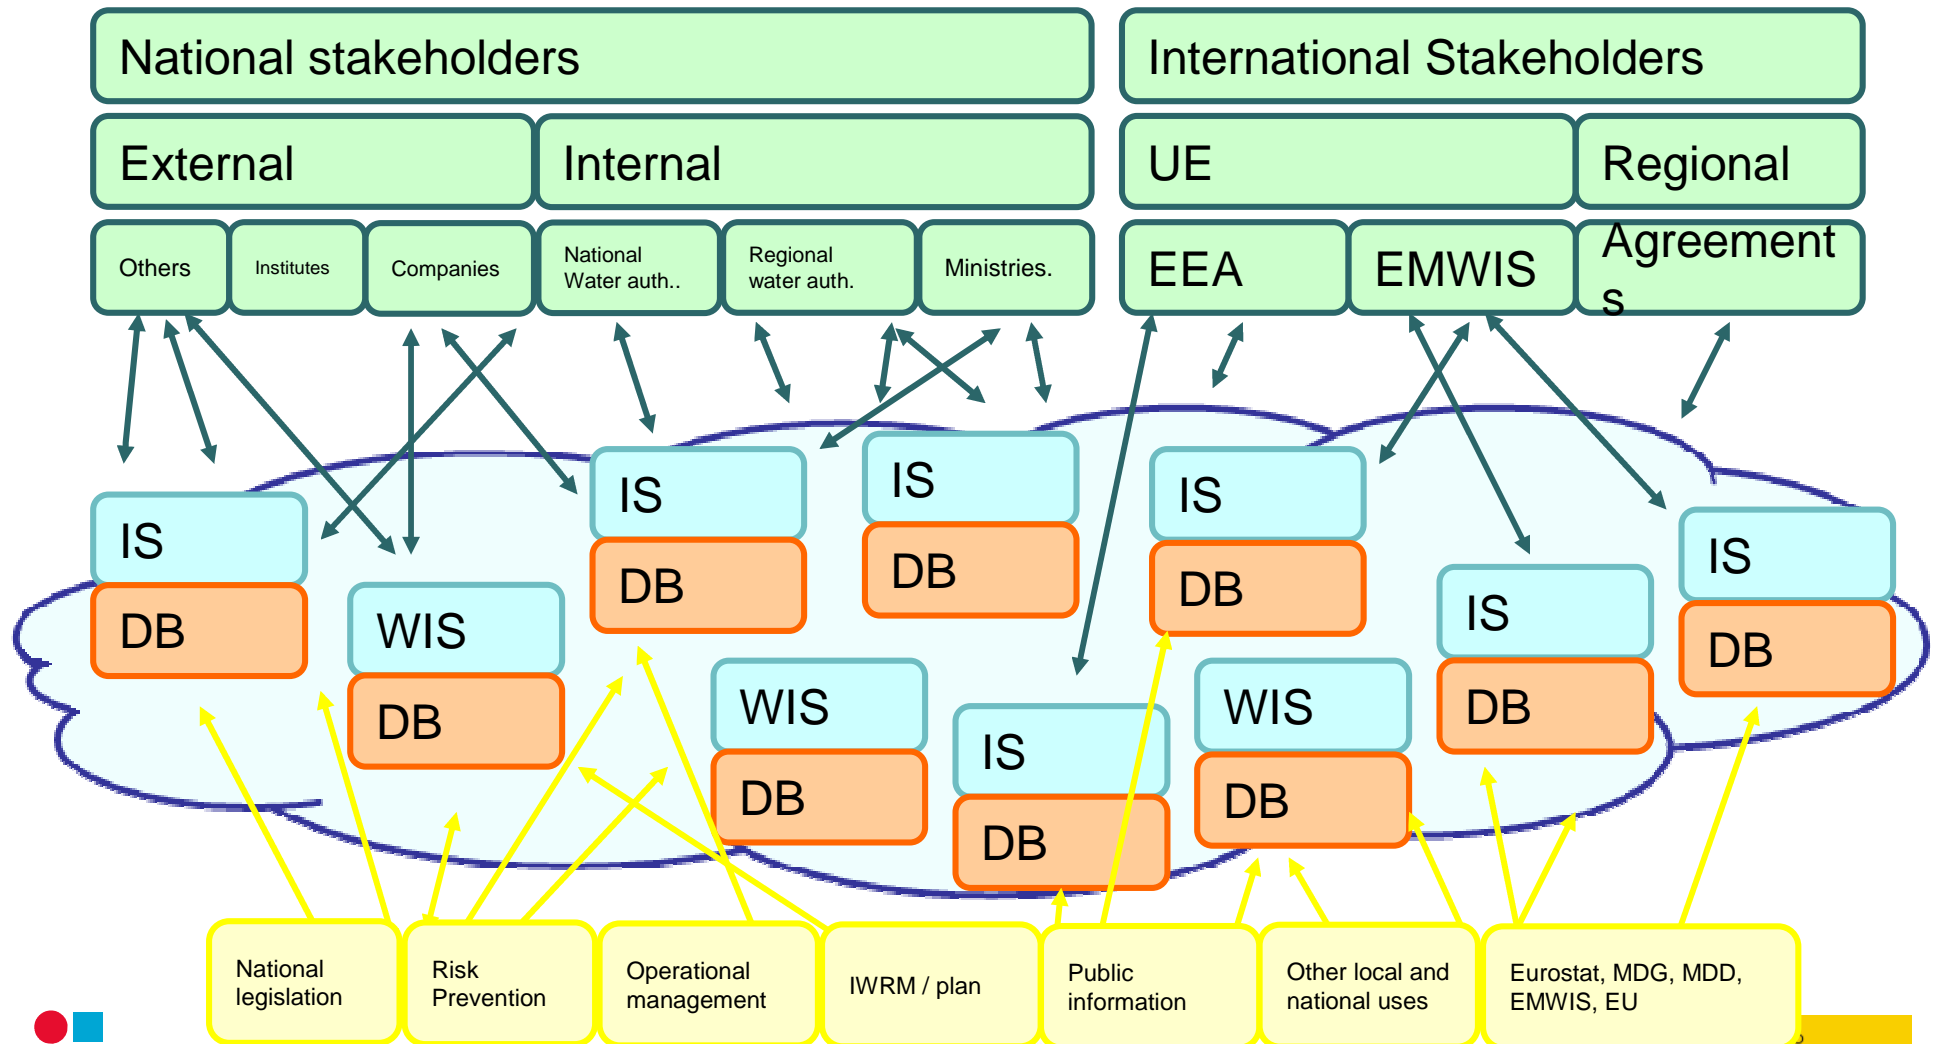 National stakeholders
International Stakeholders
External
Internal
UE
Regional
Others
Institutes
Companies
National
Water auth..
Regional
water auth.
Ministries.
EEA
EMWIS
Agreement
s
IS
DB
WIS
DB
IS
DB
WIS
DB
IS
DB
IS
DB
IS
DB
WIS
DB
IS
DB
IS
DB
National
legislation
Risk
Prevention
Operational
management
IWRM / plan
Public
information
Other local and
national uses
Eurostat, MDG, MDD,
EMWIS, EU